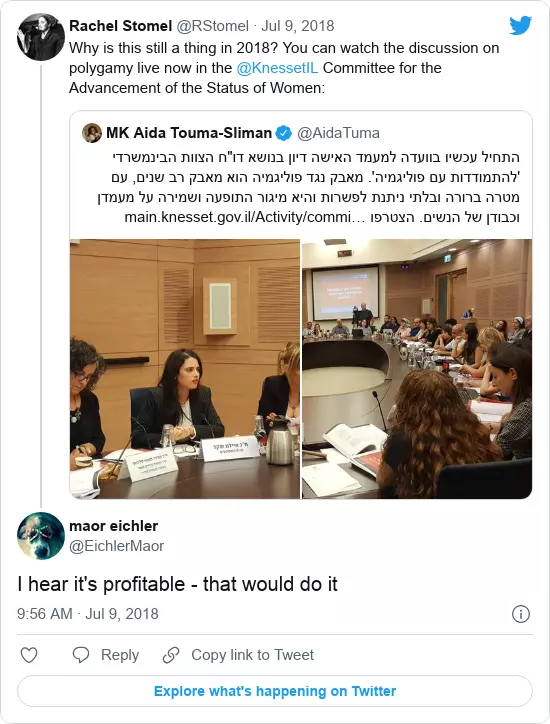 Rachel Stomel @RStomel · Jul 9, 2018
Why is this still a thing in 2018? You can watch the discussion on
polygamy live now in the @KnessetIL Committee for the
Advancement of the Status of Women:
MK Aida Touma-Sliman @AidaTuma
התחיל עכשיו בוועדה למעמד האישה דיון בנושא דו"ח הצוות הבינמשרדי
'להתמודדות עם פוליגמיה'. מאבק נגד פוליגמיה הוא מאבק רב שנים, עם
מטרה ברורה ובלתי ניתנת לפשרות והיא מיגור התופעה ושמירה על מעמדן
וכבודן של הנשים. הצטרפו …main.knesset.gov.il/Activity/commi
ח"כ איילת שקד
maor eichler
@EichlerMaor
I hear it's profitable - that would do it
9:56 AM · Jul 9, 2018
Reply
Copy link to Tweet
Explore what's happening on Twitter